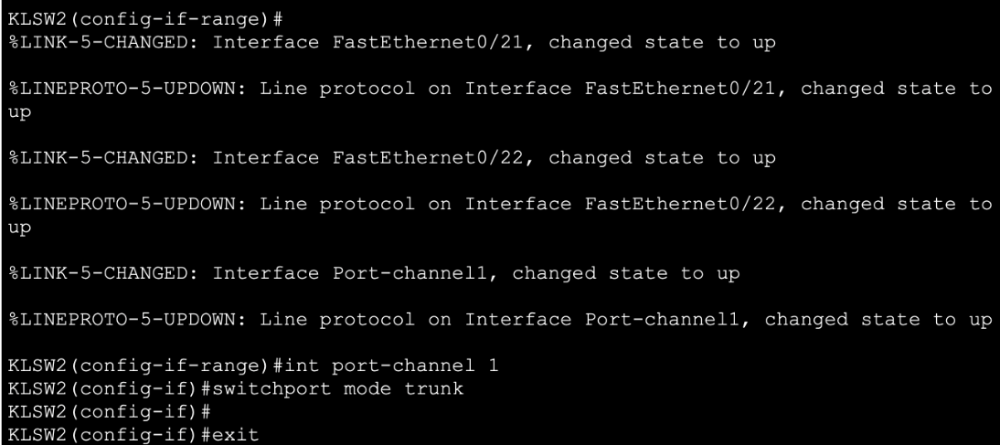 KLSW2(config-if-range)#
%LINK-5-CHANGED: Interface FastEthernet0/21, changed state to up
%LINEPROTO-5-UPDOWN: Line protocol on Interface FastEthernet0/21, changed state to
up
%LINK-5-CHANGED: Interface FastEthernet0/22, changed state to up
%LINEPROTO-5-UPDOWN: Line protocol on Interface FastEthernet0/22, changed state to
up
%LINK-5-CHANGED: Interface Port-channel1, changed state to up
%LINEPROTO-5-UPDOWN: Line protocol on Interface Port-channel1, changed state to up
KLSW2(config-if-range)#int port-channel 1
KLSW2(config-if)#switchport mode trunk
KLSW2(config-if)#
KLSW2(config-if)#exit